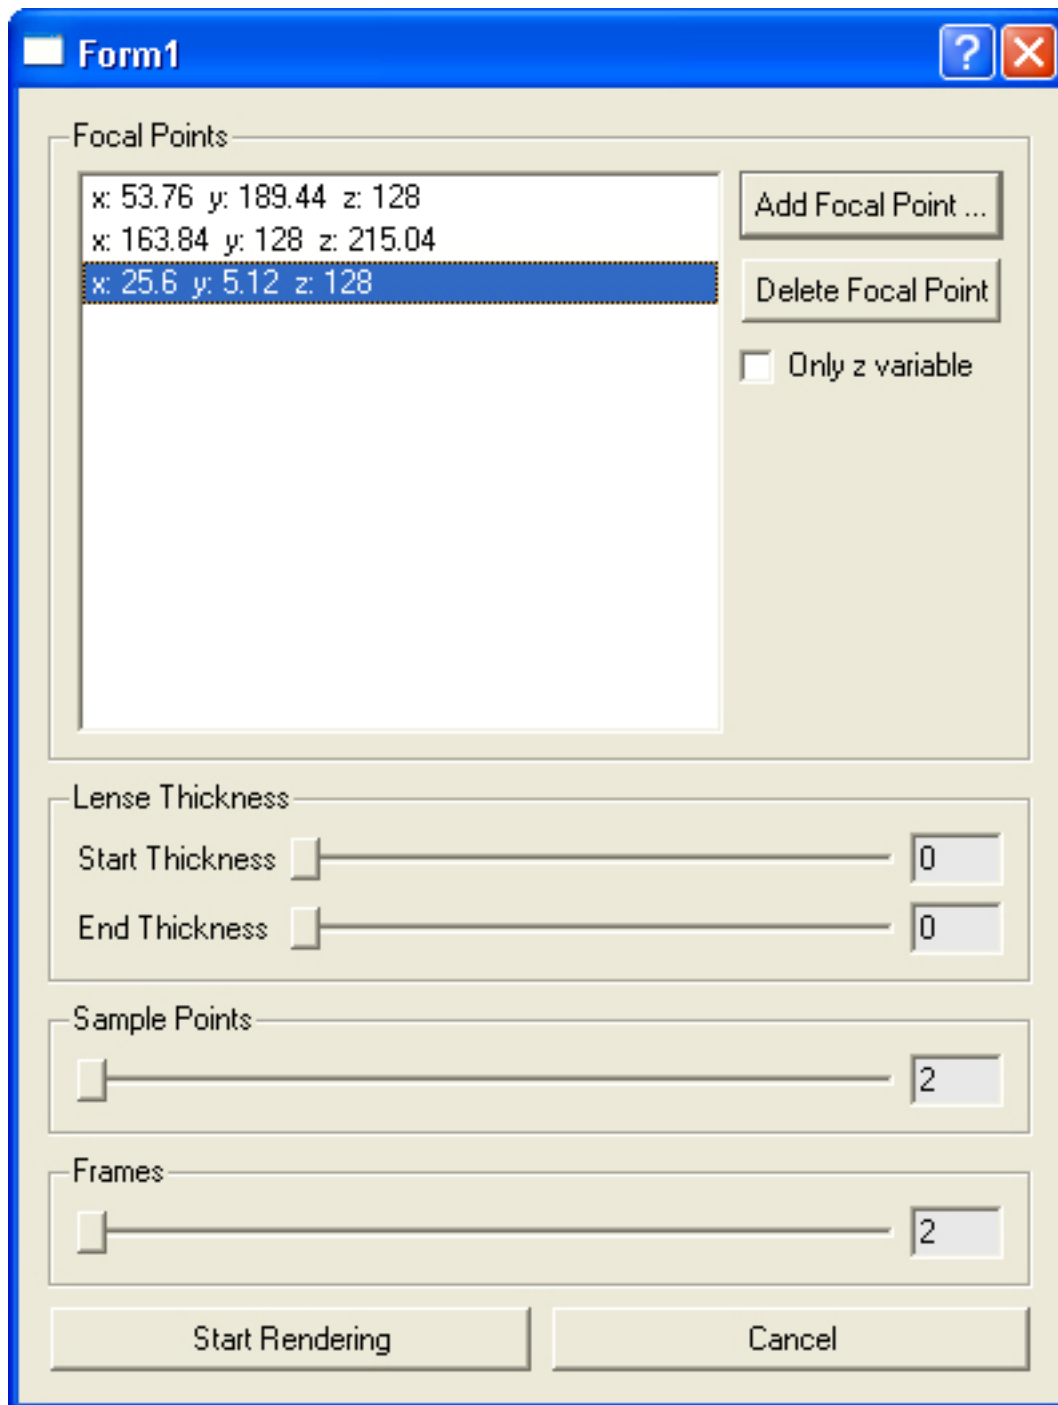 Form1
Focal Points
x: 53.76 y: 189.44 z: 128
x: 163.84 y: 128 z: 215.04
x: 25.6 y: 5.12 z: 128
Add Focal Point ...
Delete Focal Point
Only z variable
Lense Thickness
Start Thickness 0
End Thickness 0
Sample Points
2
Frames
2
Start Rendering Cancel